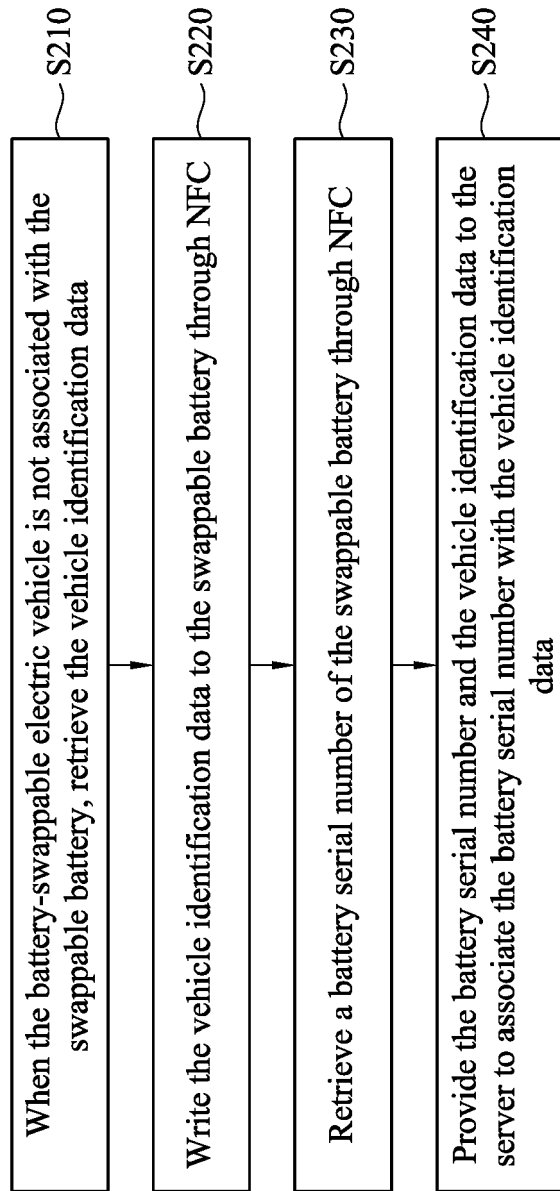 When the battery-swappable electric vehicle is not associated with the
swappable battery, retrieve the vehicle identification data
S210
Write the vehicle identification data to the swappable battery through NFC
S220
Retrieve a battery serial number of the swappable battery through NFC
S230
Provide the battery serial number and the vehicle identification data to the
server to associate the battery serial number with the vehicle identification
data
S240